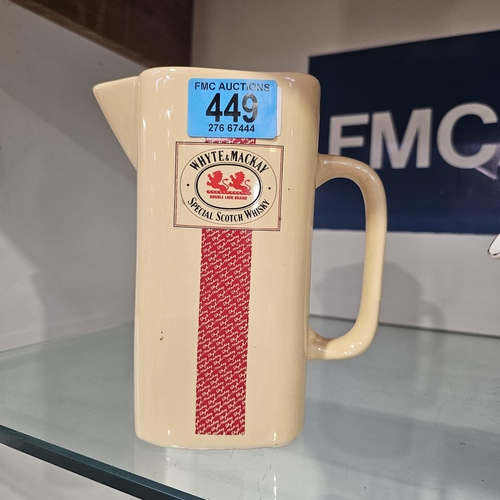 FMC AUCTIONS
449
276 67444
WHYTE & MACKAY
DOUBLE LION BRAND
• SPECIAL SCOTCH WHISKY •
FMC